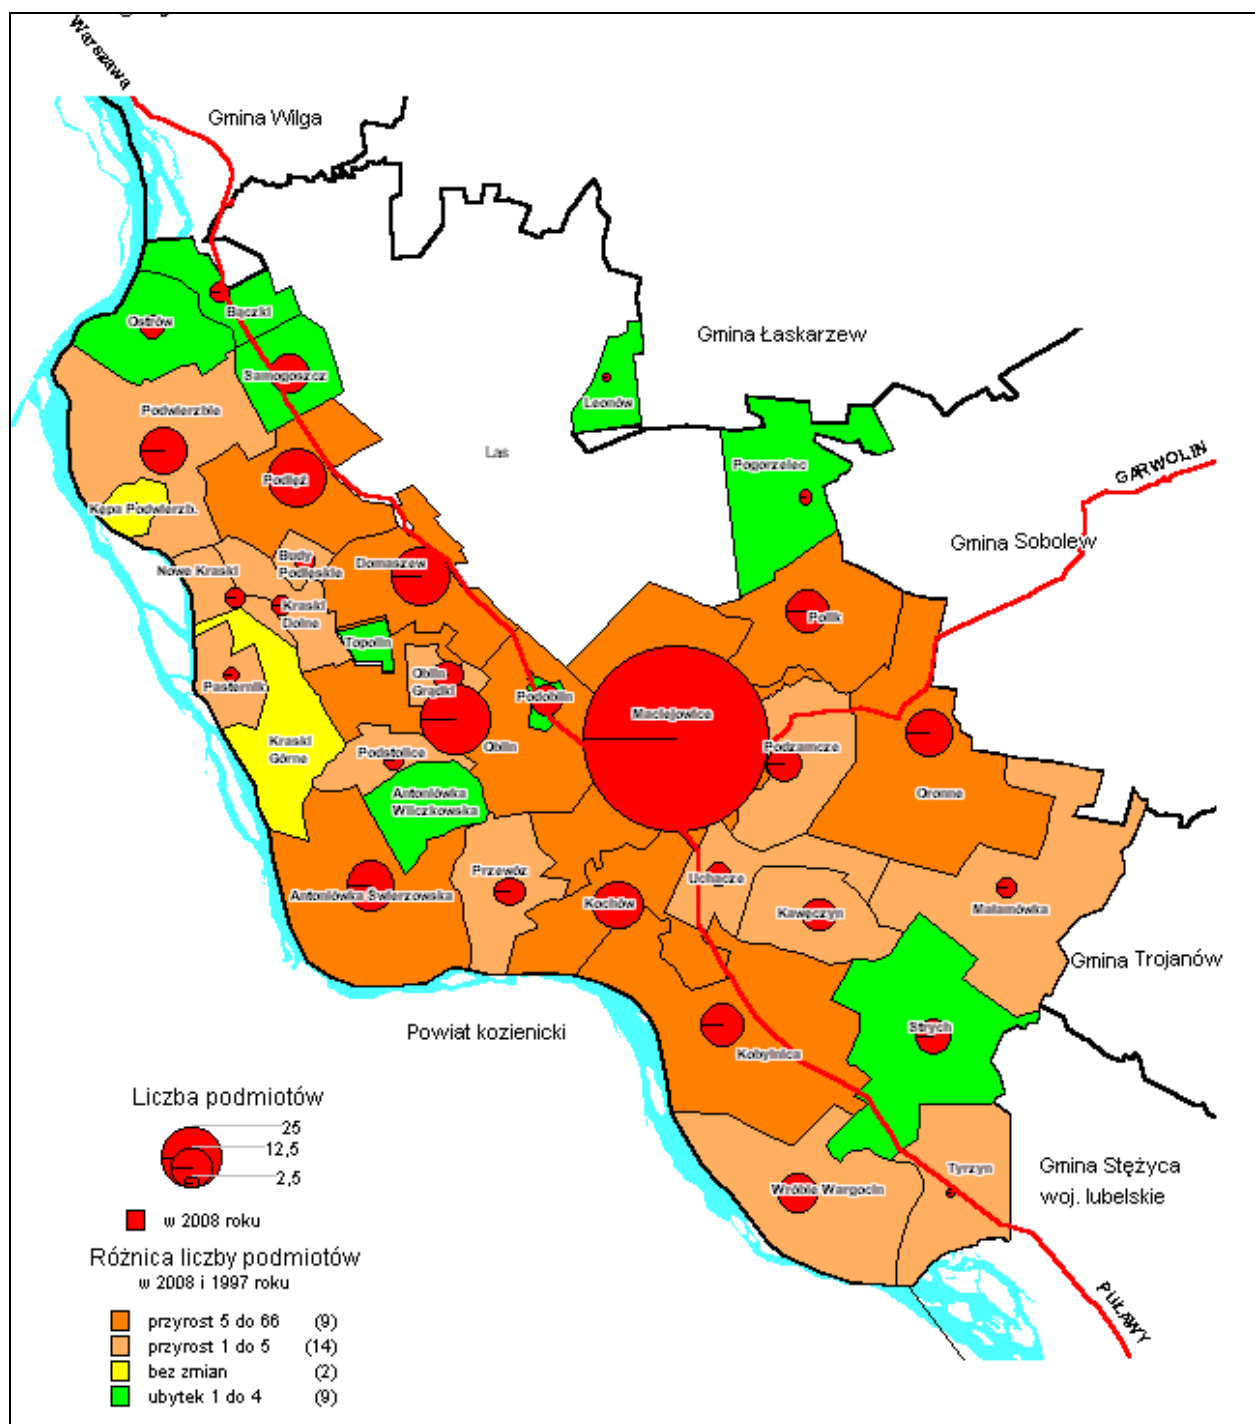 Warszawa
Gmina Wilga
Bączki
Ostrów
Gmina Łaskarzew
Samogoszcz
Leonów
Podwierzbie
Las
Pogorzelec
GARWOLIN
Podłęż
Kępa Podwierzb.
Gmina Sobolew
Budy
Podłęskie
Domaszew
Nowe Kraski
Kraski
Dolne
Polik
Topolin
Oblin
Grądki
Pasternik
Podoblin
Maciejowice
Kraski
Górne
Podstolice
Oblin
Podzamcze
Antoniówka
Wilczkowska
Oronne
Przewóz
Uchacze
Antoniówka Świerzowska
Kochów
Kawęczyn
Malamówka
Gmina Trojanów
Powiat kozienicki
Strych
Kobylnica
Liczba podmiotów
25
12,5
2,5
Tyrzyn
Gmina Stężyca
woj. lubelskie
Wróble Wargocin
w 2008 roku
Różnica liczby podmiotów
w 2008 i 1997 roku
PUŁAWY
przyrost 5 do 66 (9)
przyrost 1 do 5 (14)
bez zmian (2)
ubytek 1 do 4 (9)